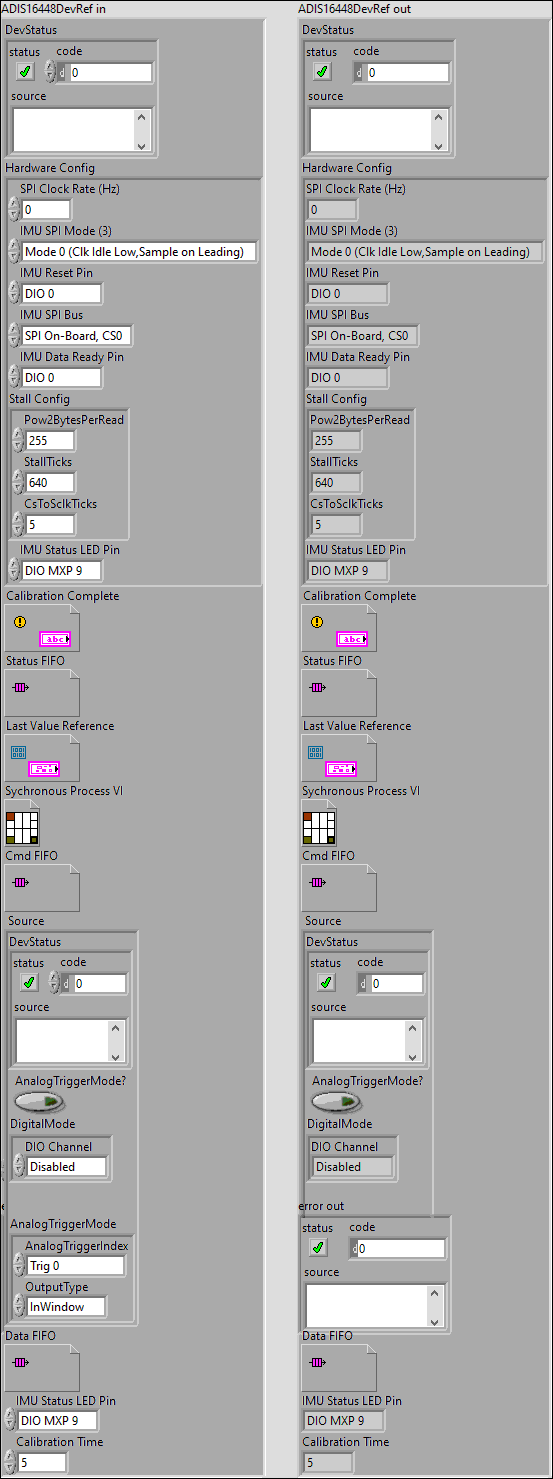 ADIS16448DevRef in
DevStatus
status code
d 0
source
Hardware Config
SPI Clock Rate (Hz)
0
IMU SPI Mode (3)
Mode 0 (Clk Idle Low,Sample on Leading)
IMU Reset Pin
DIO 0
IMU SPI Bus
SPI On-Board, CS0
IMU Data Ready Pin
DIO 0
Stall Config
Pow2BytesPerRead
255
StallTicks
640
CsToSclkTicks
5
IMU Status LED Pin
DIO MXP 9
Calibration Complete
abc
Status FIFO
Last Value Reference
Sychronous Process VI
Cmd FIFO
Source
DevStatus
status code
d 0
source
AnalogTriggerMode?
DigitalMode
DIO Channel
Disabled
AnalogTriggerMode
AnalogTriggerIndex
Trig 0
OutputType
InWindow
Data FIFO
IMU Status LED Pin
DIO MXP 9
Calibration Time
5
ADIS16448DevRef out
DevStatus
status code
d 0
source
Hardware Config
SPI Clock Rate (Hz)
0
IMU SPI Mode (3)
Mode 0 (Clk Idle Low,Sample on Leading)
IMU Reset Pin
DIO 0
IMU SPI Bus
SPI On-Board, CS0
IMU Data Ready Pin
DIO 0
Stall Config
Pow2BytesPerRead
255
StallTicks
640
CsToSclkTicks
5
IMU Status LED Pin
DIO MXP 9
Calibration Complete
abc
Status FIFO
Last Value Reference
Sychronous Process VI
Cmd FIFO
Source
DevStatus
status code
d 0
source
AnalogTriggerMode?
DigitalMode
DIO Channel
Disabled
error out
status code
d 0
source
Data FIFO
IMU Status LED Pin
DIO MXP 9
Calibration Time
5